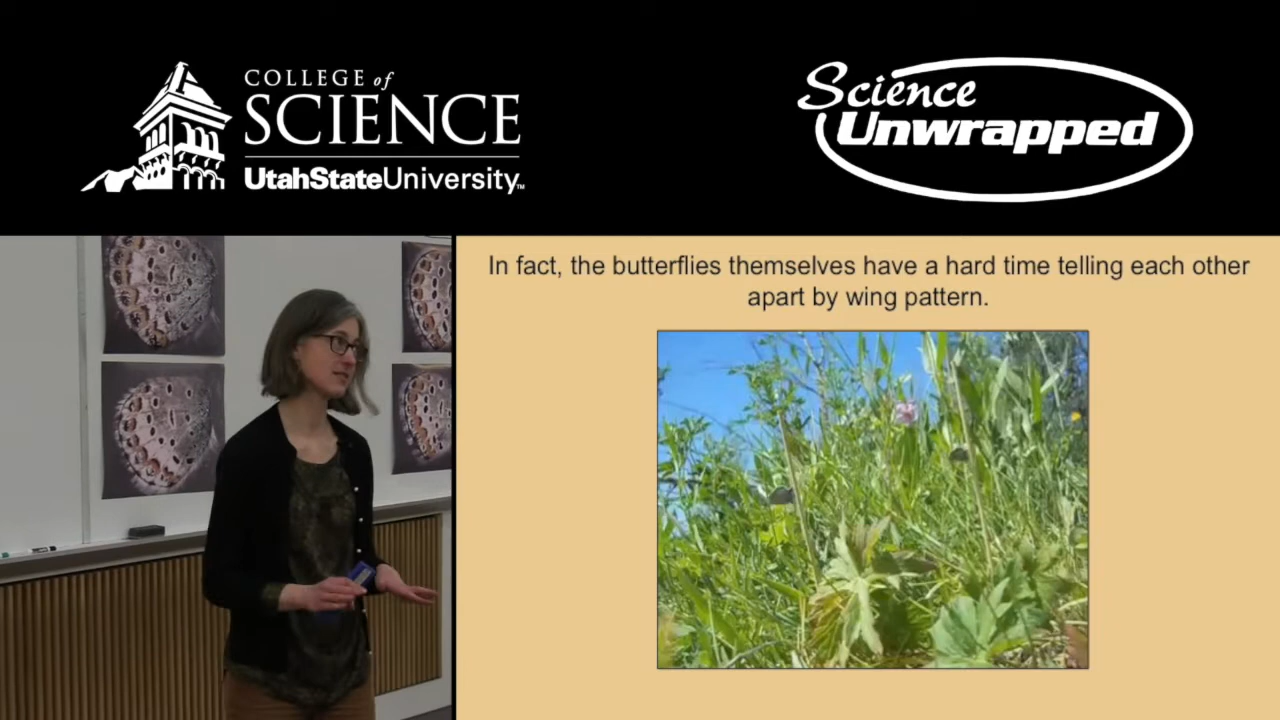 COLLEGE of
SCIENCE
UtahStateUniversity™
Science
Unwrapped
In fact, the butterflies themselves have a hard time telling each other
apart by wing pattern.